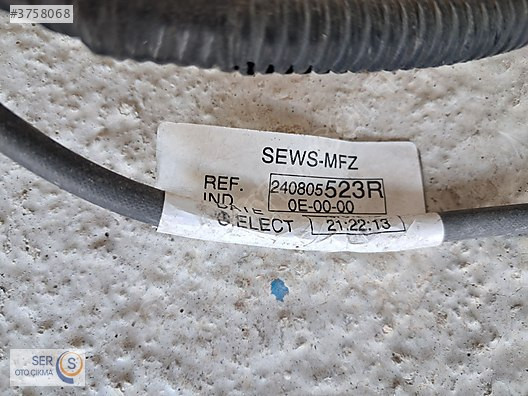 #3758068
SEWS-MFZ
REF. 240805523R
IND. 0E-00-00
ELECT 21:22:13
SER S
OTO ÇIKMA